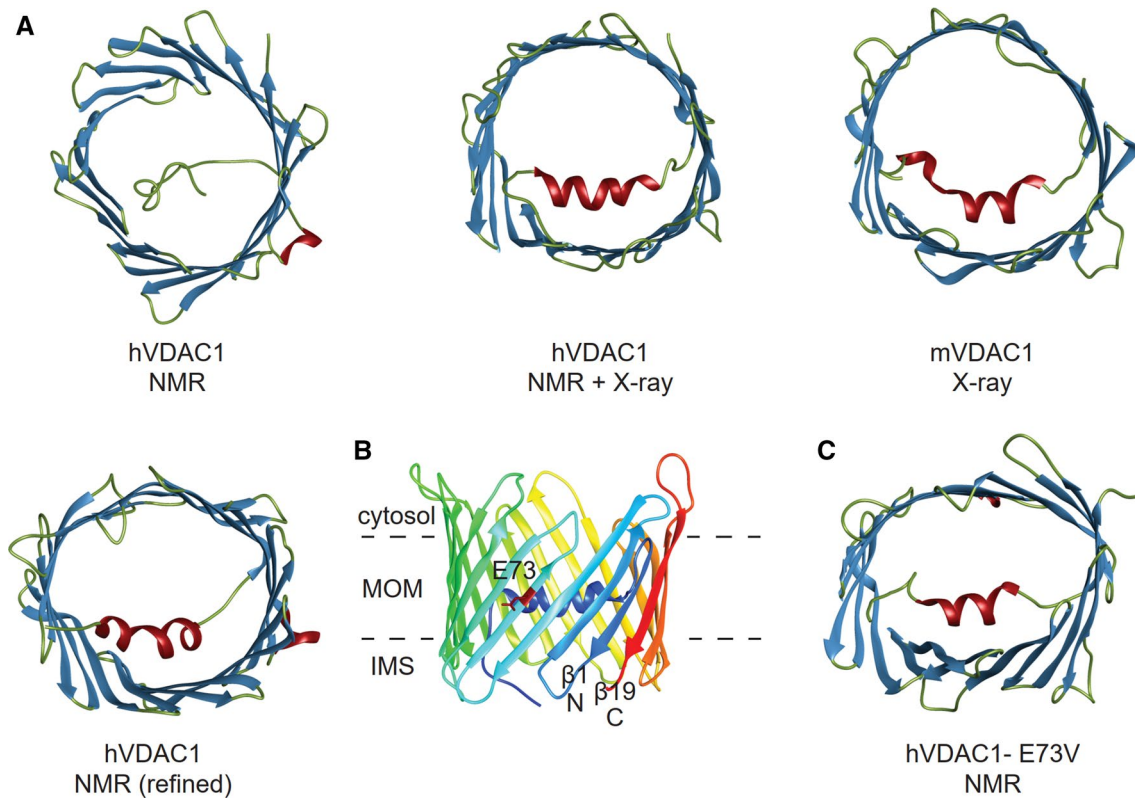 A
hVDAC1
NMR
hVDAC1
NMR + X-ray
mVDAC1
X-ray
hVDAC1
NMR (refined)
B
cytosol
MOM
IMS
E73
β1
N
β19
C
C
hVDAC1- E73V
NMR